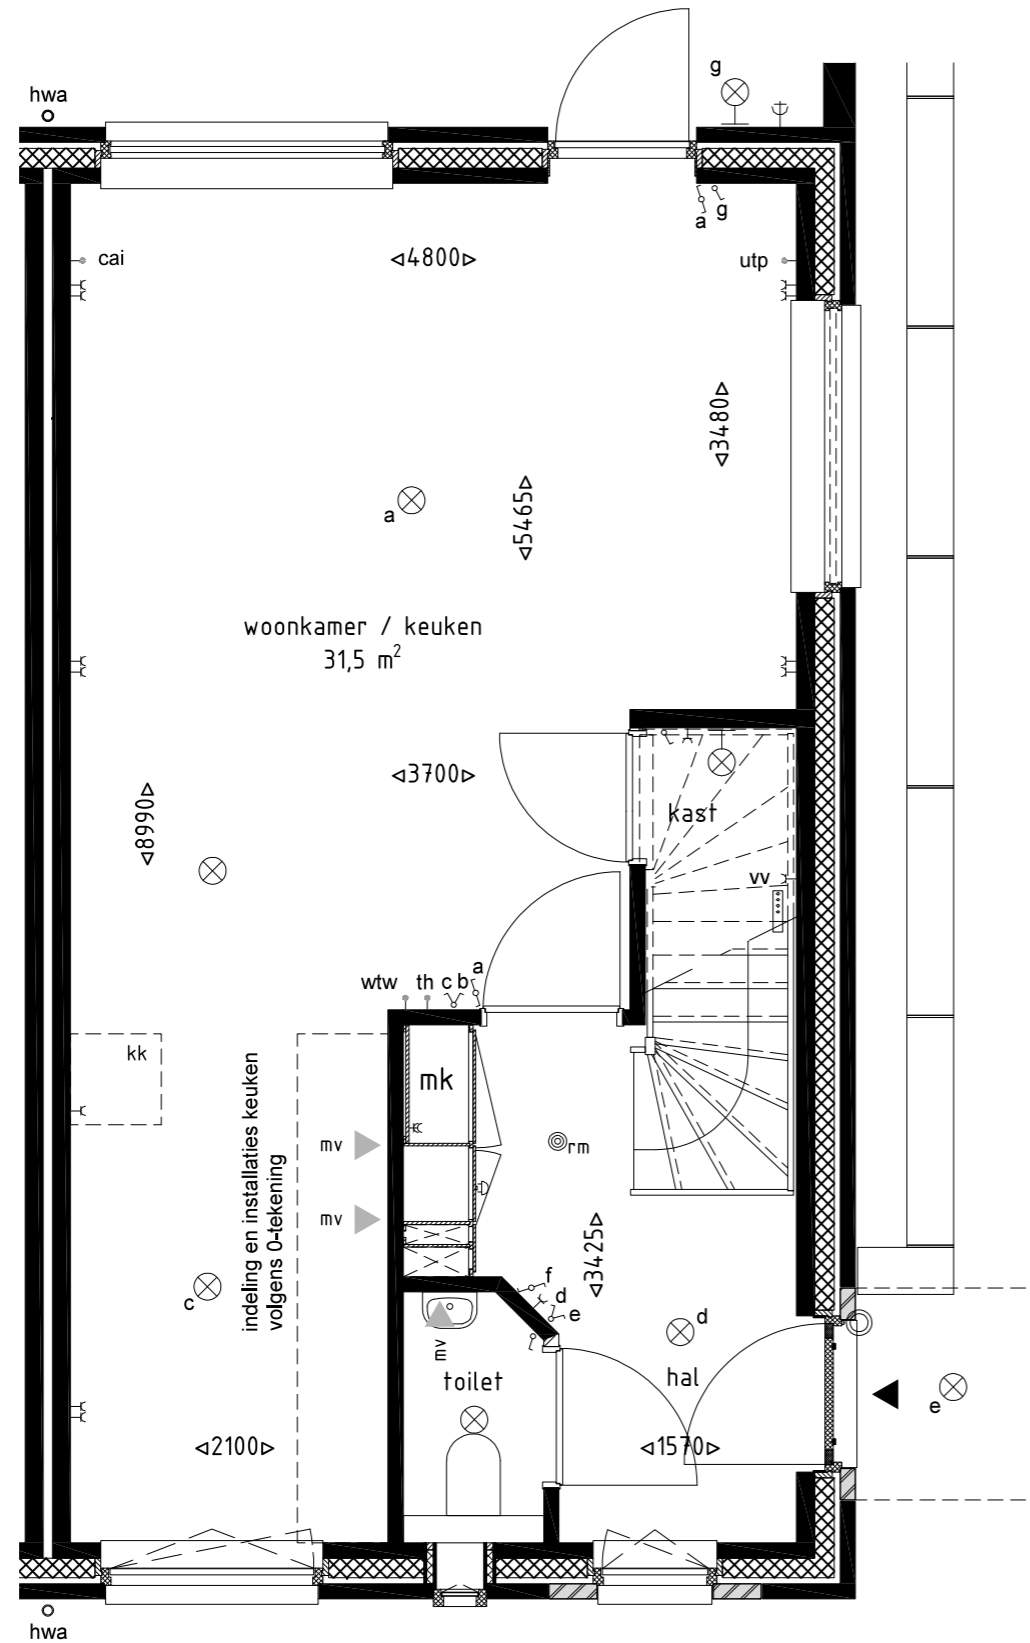 g
hwa
a
g
cai
◃4800▹
utp
◃3480▹
◃5465▹
a
woonkamer / keuken
31,5 m²
◃3700▹
◃8990▹
kast
vv
wtw
th
c
b
a
kk
mk
indeling en installaties keuken
volgens 0-tekening
mv
rm
mv
◃3425▹
f
d
e
c
d
mv
toilet
hal
e
◃2100▹
◃1570▹
hwa